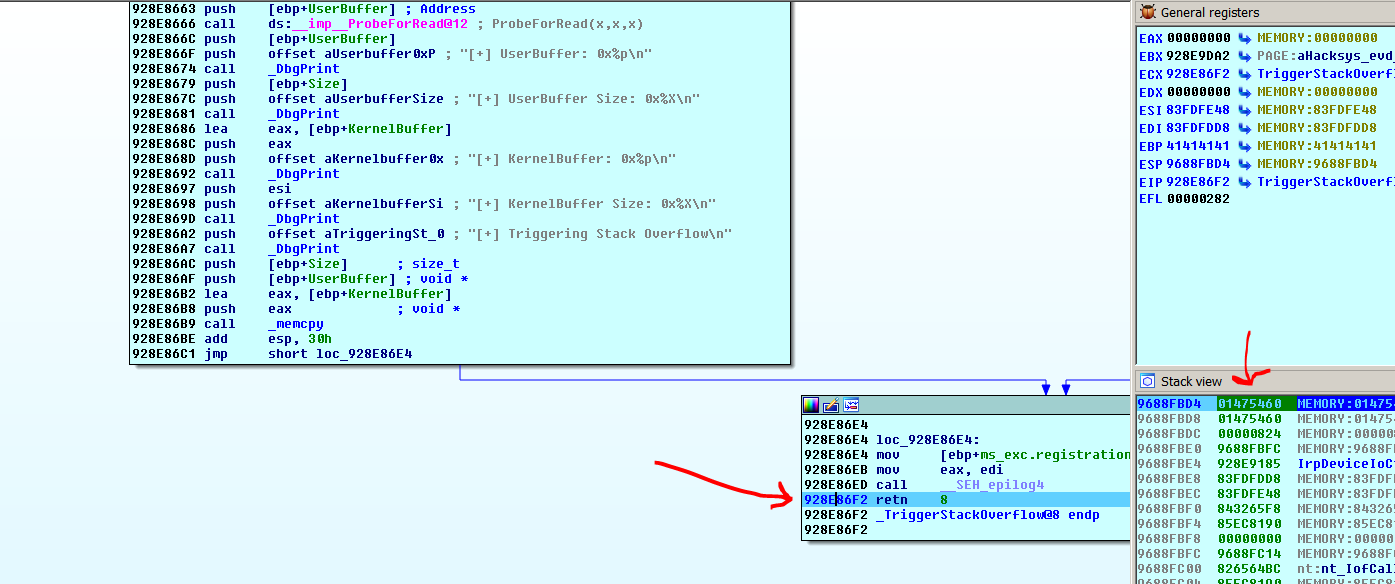 928E8663 push [ebp+UserBuffer] ; Address
928E8666 call ds:__imp__ProbeForRead@12 ; ProbeForRead(x,x,x)
928E866C push [ebp+UserBuffer]
928E866F push offset aUserbuffer0xP ; "[+] UserBuffer: 0x%p\n"
928E8674 call _DbgPrint
928E8679 push [ebp+Size]
928E867C push offset aUserbufferSize ; "[+] UserBuffer Size: 0x%X\n"
928E8681 call _DbgPrint
928E8686 lea eax, [ebp+KernelBuffer]
928E868C push eax
928E868D push offset aKernelbuffer0x ; "[+] KernelBuffer: 0x%p\n"
928E8692 call _DbgPrint
928E8697 push esi
928E8698 push offset aKernelbufferSi ; "[+] KernelBuffer Size: 0x%X\n"
928E869D call _DbgPrint
928E86A2 push offset aTriggeringSt_0 ; "[+] Triggering Stack Overflow\n"
928E86A7 call _DbgPrint
928E86AC push [ebp+Size] ; size_t
928E86AF push [ebp+UserBuffer] ; void *
928E86B2 lea eax, [ebp+KernelBuffer]
928E86B8 push eax ; void *
928E86B9 call _memcpy
928E86BE add esp, 30h
928E86C1 jmp short loc_928E86E4
928E86E4
928E86E4 loc_928E86E4:
928E86E4 mov [ebp+ms_exc.registration
928E86EB mov eax, edi
928E86ED call __SEH_epilog4
928E86F2 retn 8
928E86F2 _TriggerStackOverflow@8 endp
928E86F2
General registers
EAX 00000000 MEMORY:00000000
EBX 928E9DA2 PAGE:aHacksys_evd_
ECX 928E86F2 TriggerStackOverfl
EDX 00000000 MEMORY:00000000
ESI 83FDFE48 MEMORY:83FDFE48
EDI 83FDFDD8 MEMORY:83FDFDD8
EBP 41414141 MEMORY:41414141
ESP 9688FBD4 MEMORY:9688FBD4
EIP 928E86F2 TriggerStackOverfl
EFL 00000282
Stack view
9688FBD4 01475460 MEMORY:01475
9688FBD8 01475460 MEMORY:01475
9688FBDC 00000824 MEMORY:00000
9688FBE0 9688FBFC MEMORY:9688F
9688FBE4 928E9185 IrpDeviceIoCt
9688FBE8 83FDFDD8 MEMORY:83FDF
9688FBEC 83FDFE48 MEMORY:83FDF
9688FBF0 843265F8 MEMORY:84326
9688FBF4 85EC8190 MEMORY:85EC8
9688FBF8 00000000 MEMORY:00000
9688FBFC 9688FC14 MEMORY:9688F
9688FC00 826564BC nt:nt_IofCal